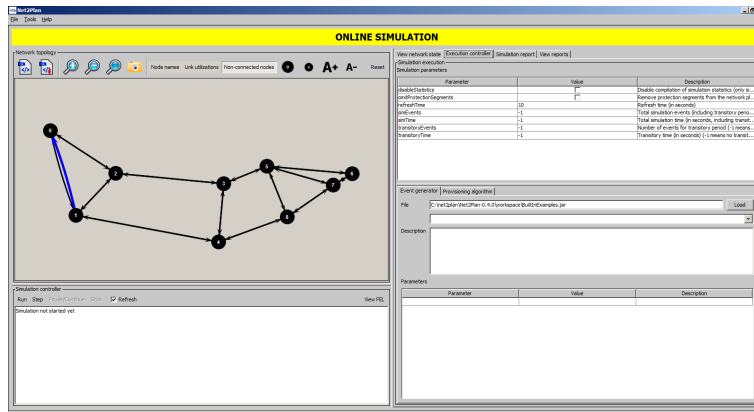 Net2Plan
File Tools Help
ONLINE SIMULATION
Network topology
Node names Link utilizations Non-connected nodes A+ A- Reset
0
2
1
3
4
5
6
7
8
Simulation controller
Run Step Pause/Continue Stop Refresh View FEL
Simulation not started yet
View network state Execution controller Simulation report View reports
Simulation execution
Simulation parameters
Parameter Value Description
disableStatistics Disable compilation of simulation statistics (only si...
omitProtectionSegments Remove protection segments from the network pl...
refreshTime 10 Refresh time (in seconds)
simEvents -1 Total simulation events (including transitory perio...
simTime -1 Total simulation time (in seconds, including transit...
transitoryEvents -1 Number of events for transitory period (-1 means...
transitoryTime -1 Transitory time (in seconds) (-1 means no transit...
Event generator Provisioning algorithm
File C:\net2plan\Net2Plan-0.4.0\workspace\BuiltInExamples.jar Load
Description
Parameters
Parameter Value Description